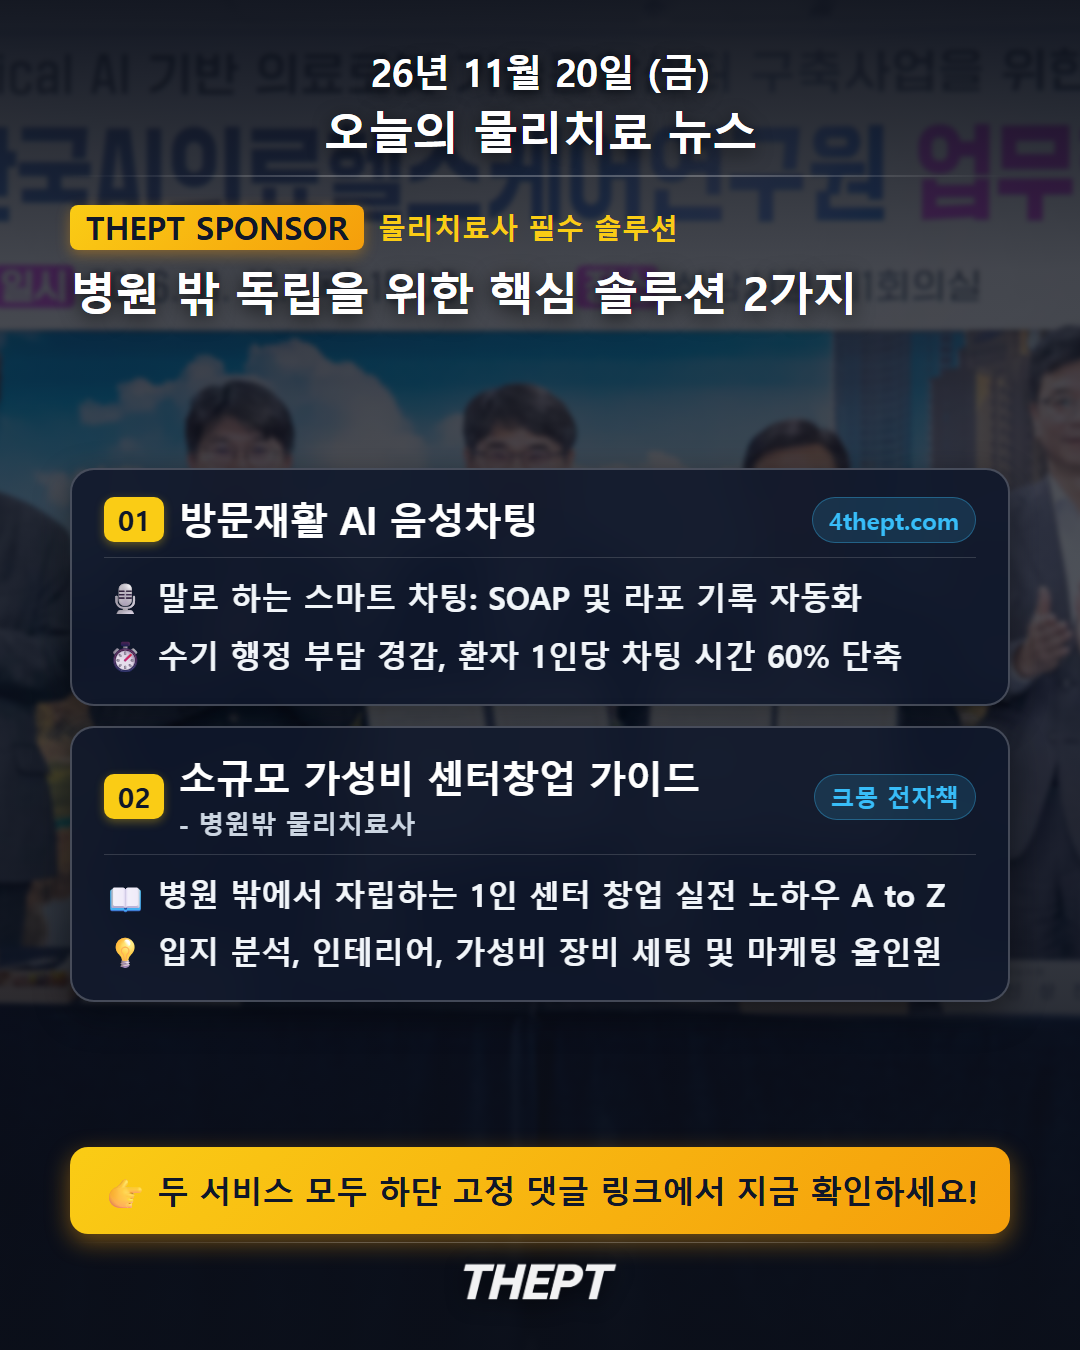 26년 11월 20일 (금)
오늘의 물리치료 뉴스
THEPT SPONSOR 물리치료사 필수 솔루션
병원 밖 독립을 위한 핵심 솔루션 2가지
01 방문재활 AI 음성차팅 4thept.com
말로 하는 스마트 차팅: SOAP 및 라포 기록 자동화
수기 행정 부담 경감, 환자 1인당 차팅 시간 60% 단축
02 소규모 가성비 센터창업 가이드 크몽 전자책
- 병원밖 물리치료사
병원 밖에서 자립하는 1인 센터 창업 실전 노하우 A to Z
입지 분석, 인테리어, 가성비 장비 세팅 및 마케팅 올인원
두 서비스 모두 하단 고정 댓글 링크에서 지금 확인하세요!
THEPT